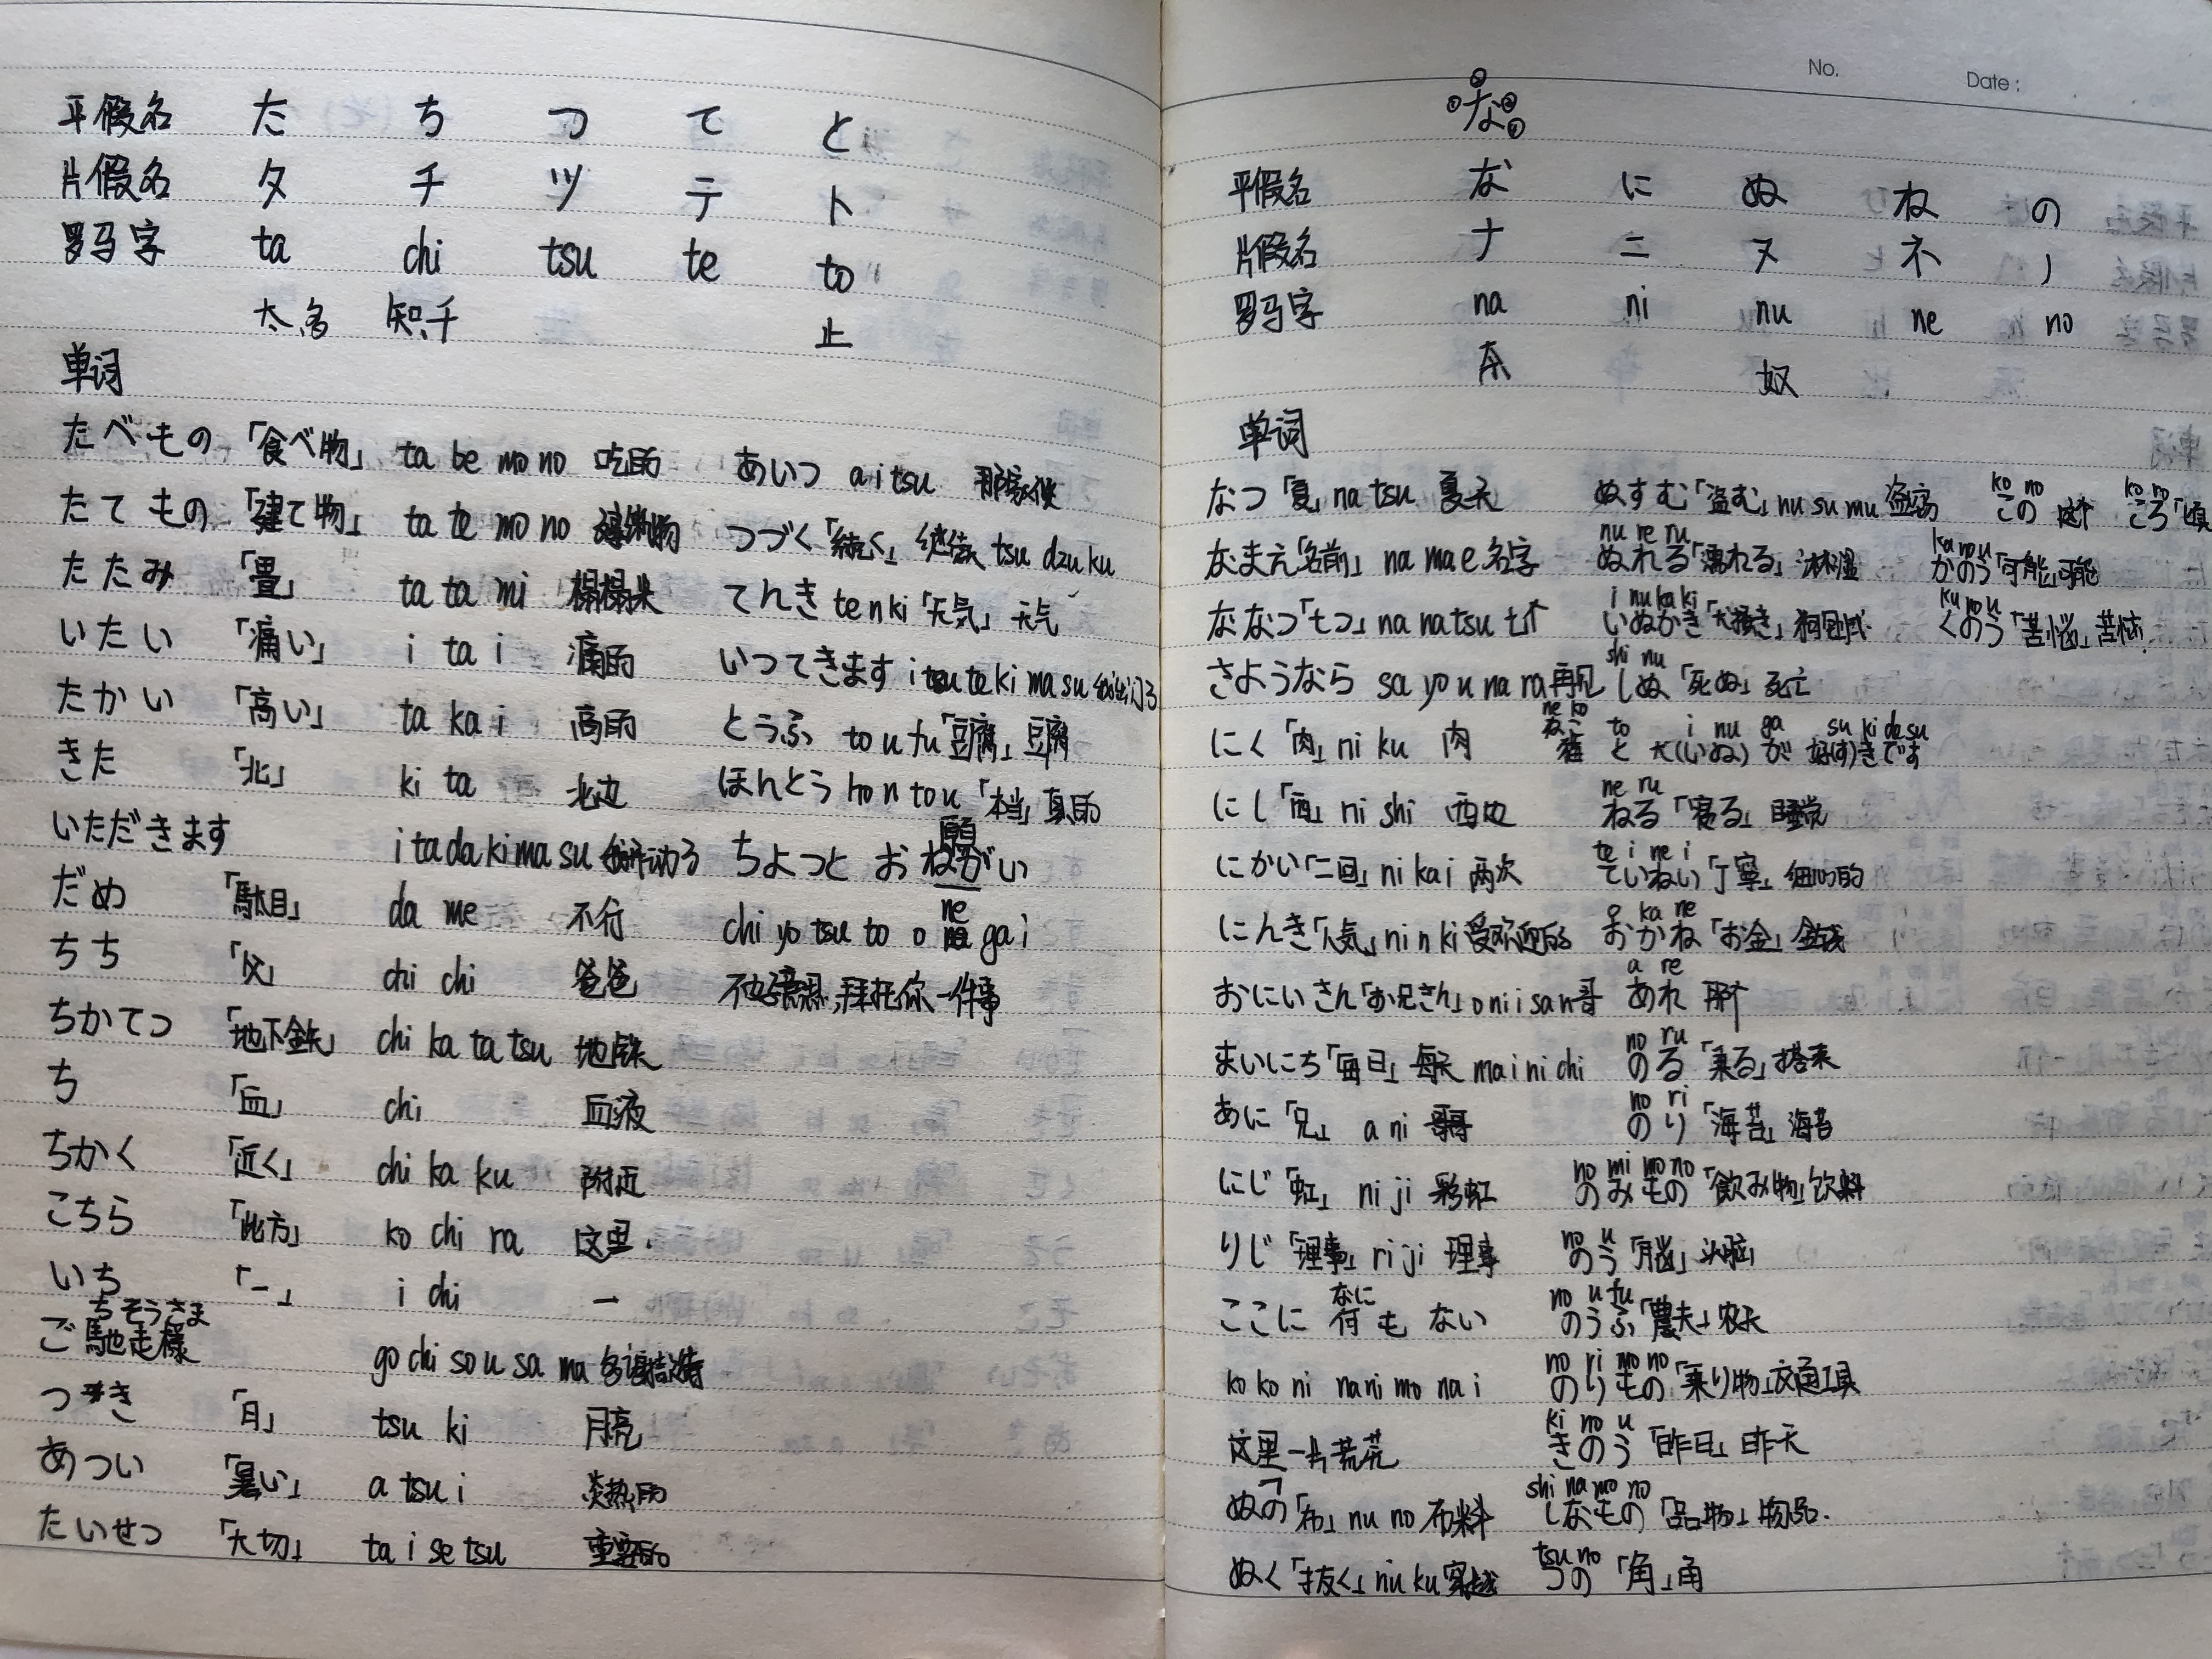 平假名 た ち つ て と
片假名 タ チ ツ テ ト
罗马字 ta chi tsu te to
太 多 知 千 止
单词
たべもの 「食べ物」 ta be mo no 吃的
たてもの 「建て物」 ta te mo no 建筑物
たたみ 「畳」 ta ta mi 榻榻米
いたい 「痛い」 i ta i 痛的
たかい 「高い」 ta ka i 高的
きた 「北」 ki ta 北边
いただきます i ta da ki ma su 我开动了
だめ 「駄目」 da me 不行
ちち 「父」 chi chi 爸爸
ちかてつ 「地下鉄」 chi ka ta tsu 地铁
ち 「血」 chi 血液
ちかく 「近く」 chi ka ku 附近
こちら 「此方」 ko chi ra 这里.
いち 「一」 i chi 一
ちそうさま
ご馳走様 go chi so u sa ma 多谢款待
つき 「月」 tsu ki 月亮
あつい 「暑い」 a tsu i 炎热的
たいせつ 「大切」 ta i se tsu 重要的
あいつ a i tsu 那家伙
つづく「続く」 继续 tsu dzu ku
てんき te n ki 「天気」 天气
いつてきます i tsu te ki ma su 我出门了
とうふ to u fu 「豆腐」 豆腐
ほんとう ho n to u 「本当」 真的
願
ちよつと おねがい
chi yo tsu to o ne ga i
不好意思,拜托你一件事
No. Date:
① な ② ③ ④
平假名 な に ぬ ね の
片假名 ナ ニ ヌ ネ ノ
罗马字 na ni nu ne no
奴
单词
なつ「夏」na tsu 夏天
なまえ「名前」 na ma e 名字
ななつ「七つ」na na tsu 七个
さようなら sa yo u na ra 再见
にく「肉」ni ku 肉
にし「西」ni shi 西边
にかい「二回」ni ka i 两次
にんき「人気」ni n ki 受欢迎的
おにいさん「お兄さん」o ni i sa n 哥
まいにち「毎日」每天 ma i ni chi
あに「兄」 a ni 哥哥
にじ「虹」 ni ji 彩虹
りじ「理事」ri ji 理事
なに
ここに 何も ない
ko ko ni na ni mo na i
这里一片荒芜
ぬの「布」nu no 布料
ぬく「抜く」nu ku 穿越
ぬすむ「盗む」nu su mu 盗窃
nu re ru
ぬれる「濡れる」淋湿
i nu ka ki
いぬかき「犬掻き」狗刨式
shi nu
しぬ「死ぬ」死亡
ne ko to i nu ga su ki de su
ねこ
猫 と 犬(いぬ) が 好(す)きです
ne ru
ねる「寝る」睡觉
te i ne i
ていねい「丁寧」细心的
o ka ne
おかね「お金」金钱
a re
あれ 那个
no ru
のる「乗る」搭乘
no ri
のり「海苔」海苔
no mi mo no
のみもの「飲み物」饮料
no u
のう「脳」头脑
no u fu
のうふ「農夫」农夫
no ri mo no
のりもの「乗り物」交通工具
ki no u
きのう「昨日」昨天
shi na mo no
しなもの「品物」物品.
tsu no
つの「角」角
ko no
この 这个
ko no
ころ「頃
ka no u
かのう「可能」可能
ku no u
くのう「苦悩」苦恼.